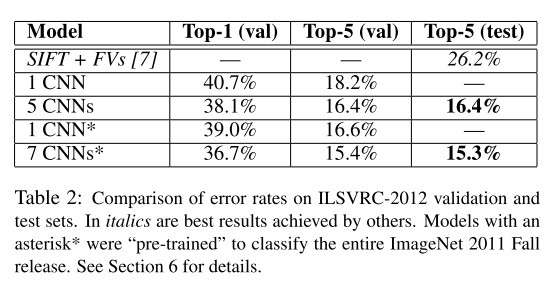 Model Top-1 (val) Top-5 (val) Top-5 (test)
SIFT + FVs [7] — — 26.2%
1 CNN 40.7% 18.2% —
5 CNNs 38.1% 16.4% 16.4%
1 CNN* 39.0% 16.6% —
7 CNNs* 36.7% 15.4% 15.3%
Table 2: Comparison of error rates on ILSVRC-2012 validation and
test sets. In italics are best results achieved by others. Models with an
asterisk* were “pre-trained” to classify the entire ImageNet 2011 Fall
release. See Section 6 for details.